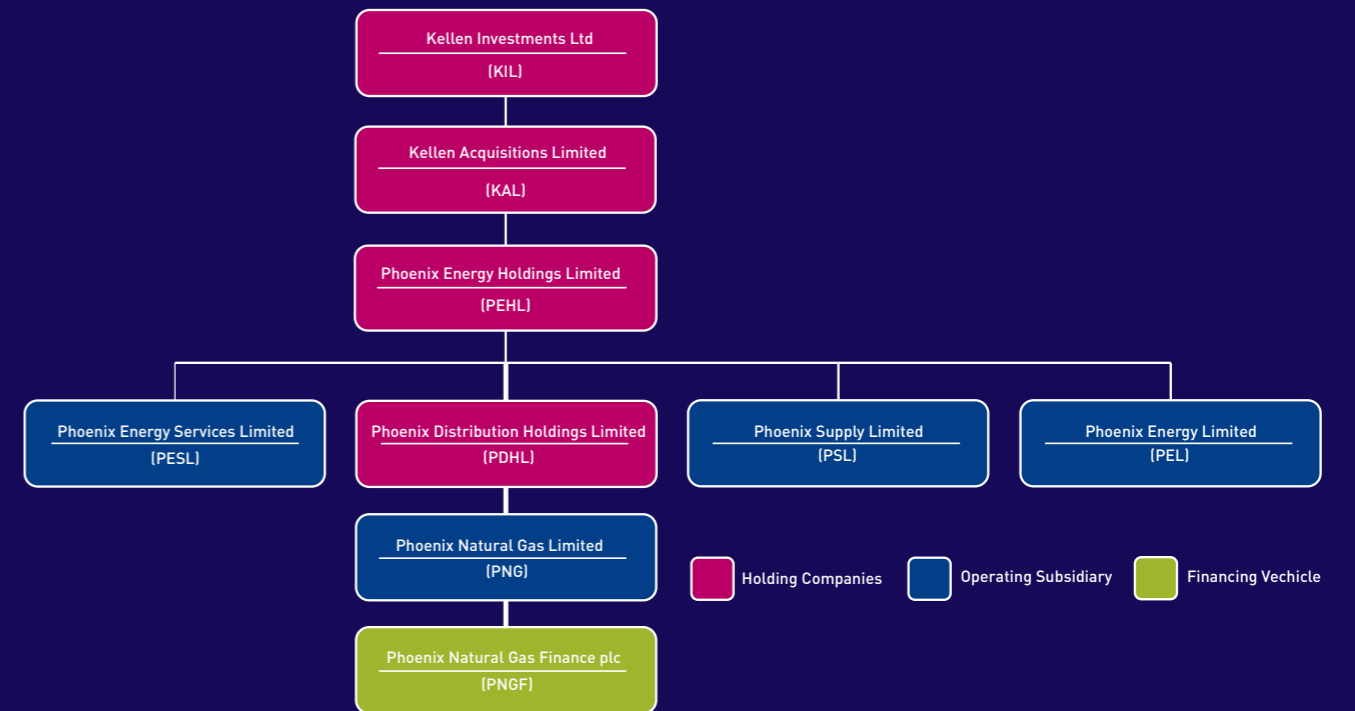 Kellen Investments Ltd
(KIL)
Kellen Acquisitions Limited
(KAL)
Phoenix Energy Holdings Limited
(PEHL)
Phoenix Energy Services Limited
(PESL)
Phoenix Distribution Holdings Limited
(PDHL)
Phoenix Supply Limited
(PSL)
Phoenix Energy Limited
(PEL)
Phoenix Natural Gas Limited
(PNG)
Holding Companies
Operating Subsidiary
Financing Vechicle
Phoenix Natural Gas Finance plc
(PNGF)